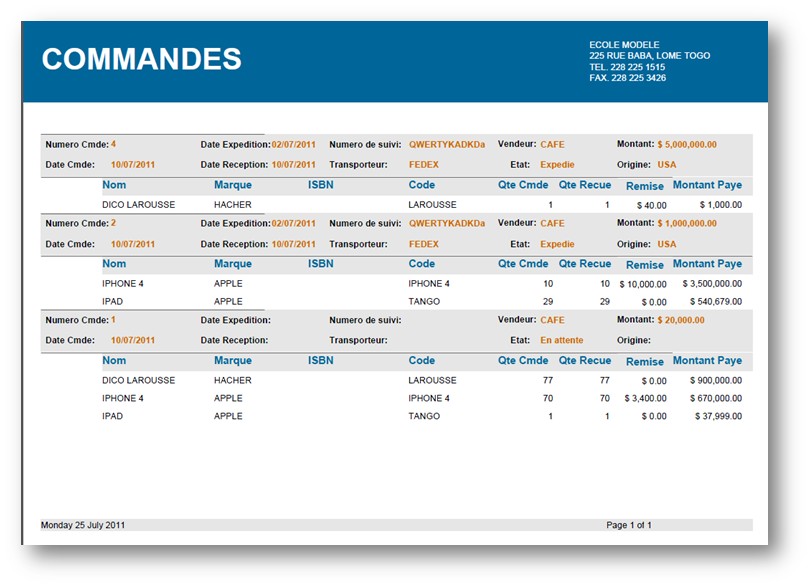 COMMANDES
ECOLE MODELE
225 RUE BABA, LOME TOGO
TEL. 228 225 1515
FAX. 228 225 3426
Numero Cmde: 4 Date Expedition: 02/07/2011 Numero de suivi: QWERTYKADKDa Vendeur: CAFE Montant: $ 5,000,000.00
Date Cmde: 10/07/2011 Date Reception: 10/07/2011 Transporteur: FEDEX Etat: Expedie Origine: USA
Nom Marque ISBN Code Qte Cmde Qte Recue Remise Montant Paye
DICO LAROUSSE HACHER LAROUSSE 1 1 $ 40.00 $ 1,000.00
Numero Cmde: 2 Date Expedition: 02/07/2011 Numero de suivi: QWERTYKADKDa Vendeur: CAFE Montant: $ 1,000,000.00
Date Cmde: 10/07/2011 Date Reception: 10/07/2011 Transporteur: FEDEX Etat: Expedie Origine: USA
Nom Marque ISBN Code Qte Cmde Qte Recue Remise Montant Paye
IPHONE 4 APPLE IPHONE 4 10 10 $ 10,000.00 $ 3,500,000.00
IPAD APPLE TANGO 29 29 $ 0.00 $ 540,679.00
Numero Cmde: 1 Date Expedition: Numero de suivi: Vendeur: CAFE Montant: $ 20,000.00
Date Cmde: 10/07/2011 Date Reception: Transporteur: Etat: En attente Origine:
Nom Marque ISBN Code Qte Cmde Qte Recue Remise Montant Paye
DICO LAROUSSE HACHER LAROUSSE 77 77 $ 0.00 $ 900,000.00
IPHONE 4 APPLE IPHONE 4 70 70 $ 3,400.00 $ 670,000.00
IPAD APPLE TANGO 1 1 $ 0.00 $ 37,999.00
Monday 25 July 2011 Page 1 of 1